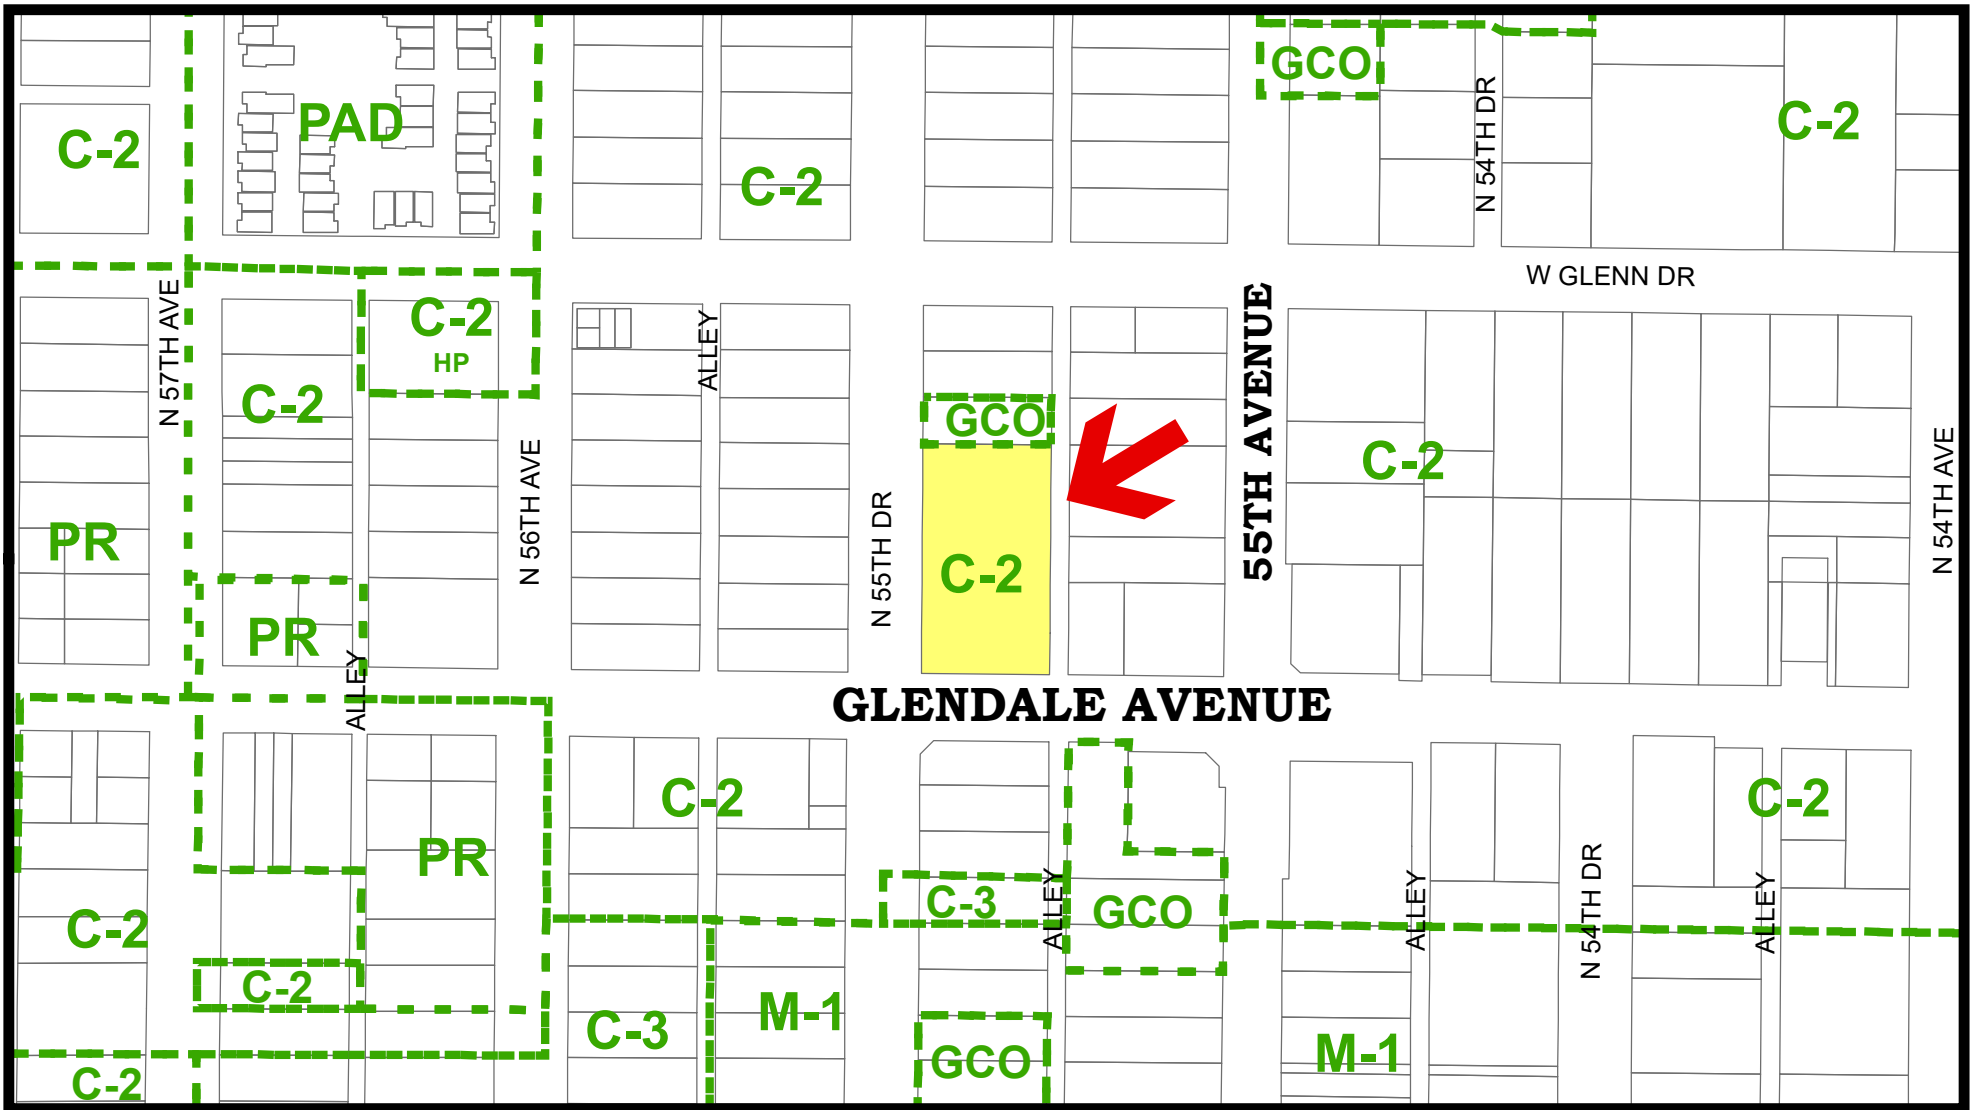 GCO
PAD
C-2
C-2
C-2
N 54TH DR
W GLENN DR
N 57TH AVE
C-2
HP
ALLEY
55TH AVENUE
C-2
GCO
C-2
N 56TH AVE
N 55TH DR
N 54TH AVE
PR
C-2
PR
ALLEY
GLENDALE AVENUE
C-2
C-2
PR
C-3
GCO
ALLEY
ALLEY
N 54TH DR
ALLEY
C-2
C-2
C-3
M-1
GCO
M-1
C-2